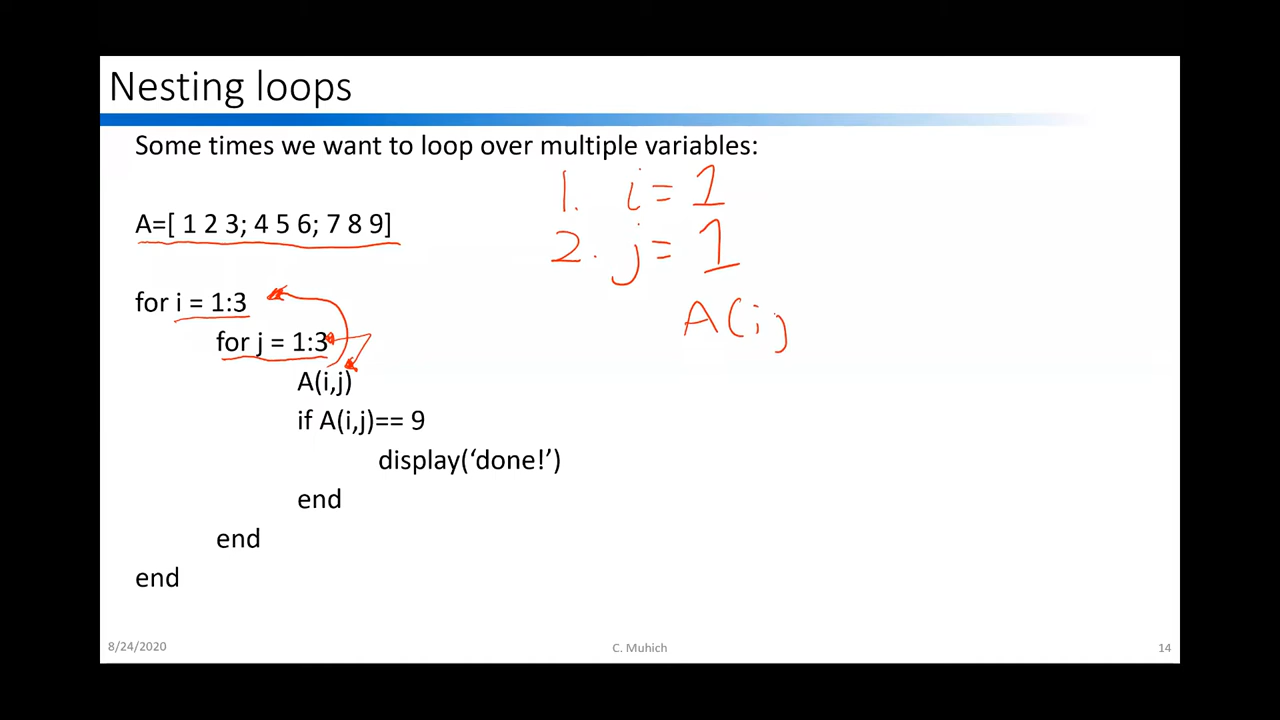 Nesting loops
Some times we want to loop over multiple variables:
1. i = 1
A=[ 1 2 3; 4 5 6; 7 8 9]
2. j = 1
for i = 1:3
A(i,j
for j = 1:3
A(i,j)
if A(i,j)== 9
display(‘done!’)
end
end
end
8/24/2020
C. Muhich
14